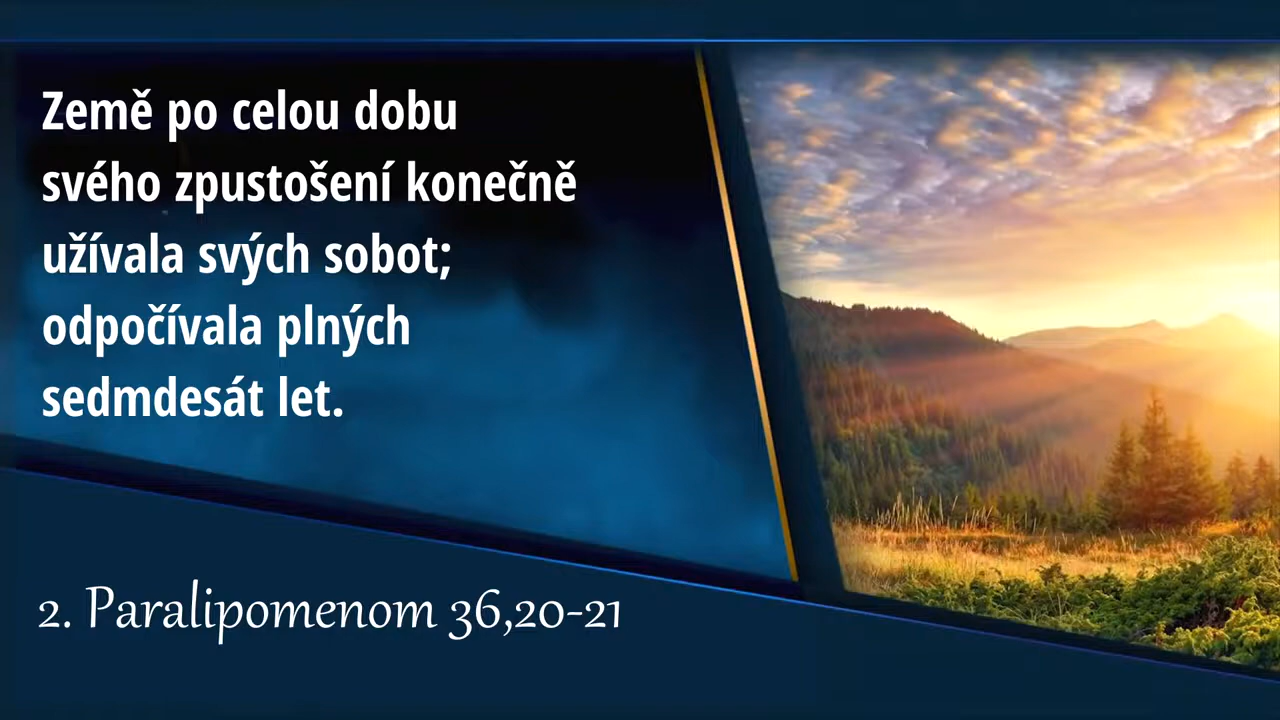 Země po celou dobu
svého zpustošení konečně
užívala svých sobot;
odpočívala plných
sedmdesát let.
2. Paralipomenom 36,20-21